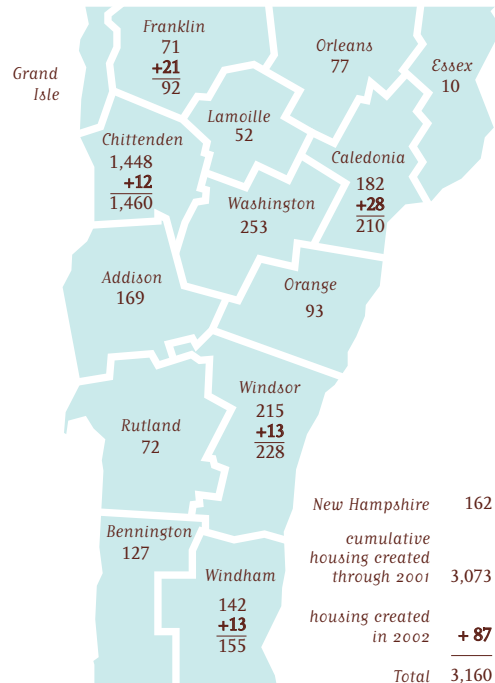 Franklin
71
+21
92
Orleans
77
Essex
10
Grand
Isle
Lamoille
52
Chittenden
1,448
+12
1,460
Caledonia
182
+28
210
Washington
253
Addison
169
Orange
93
Windsor
215
+13
228
Rutland
72
Bennington
127
Windham
142
+13
155
New Hampshire 162
cumulative
housing created
through 2001 3,073
housing created
in 2002 + 87
Total 3,160